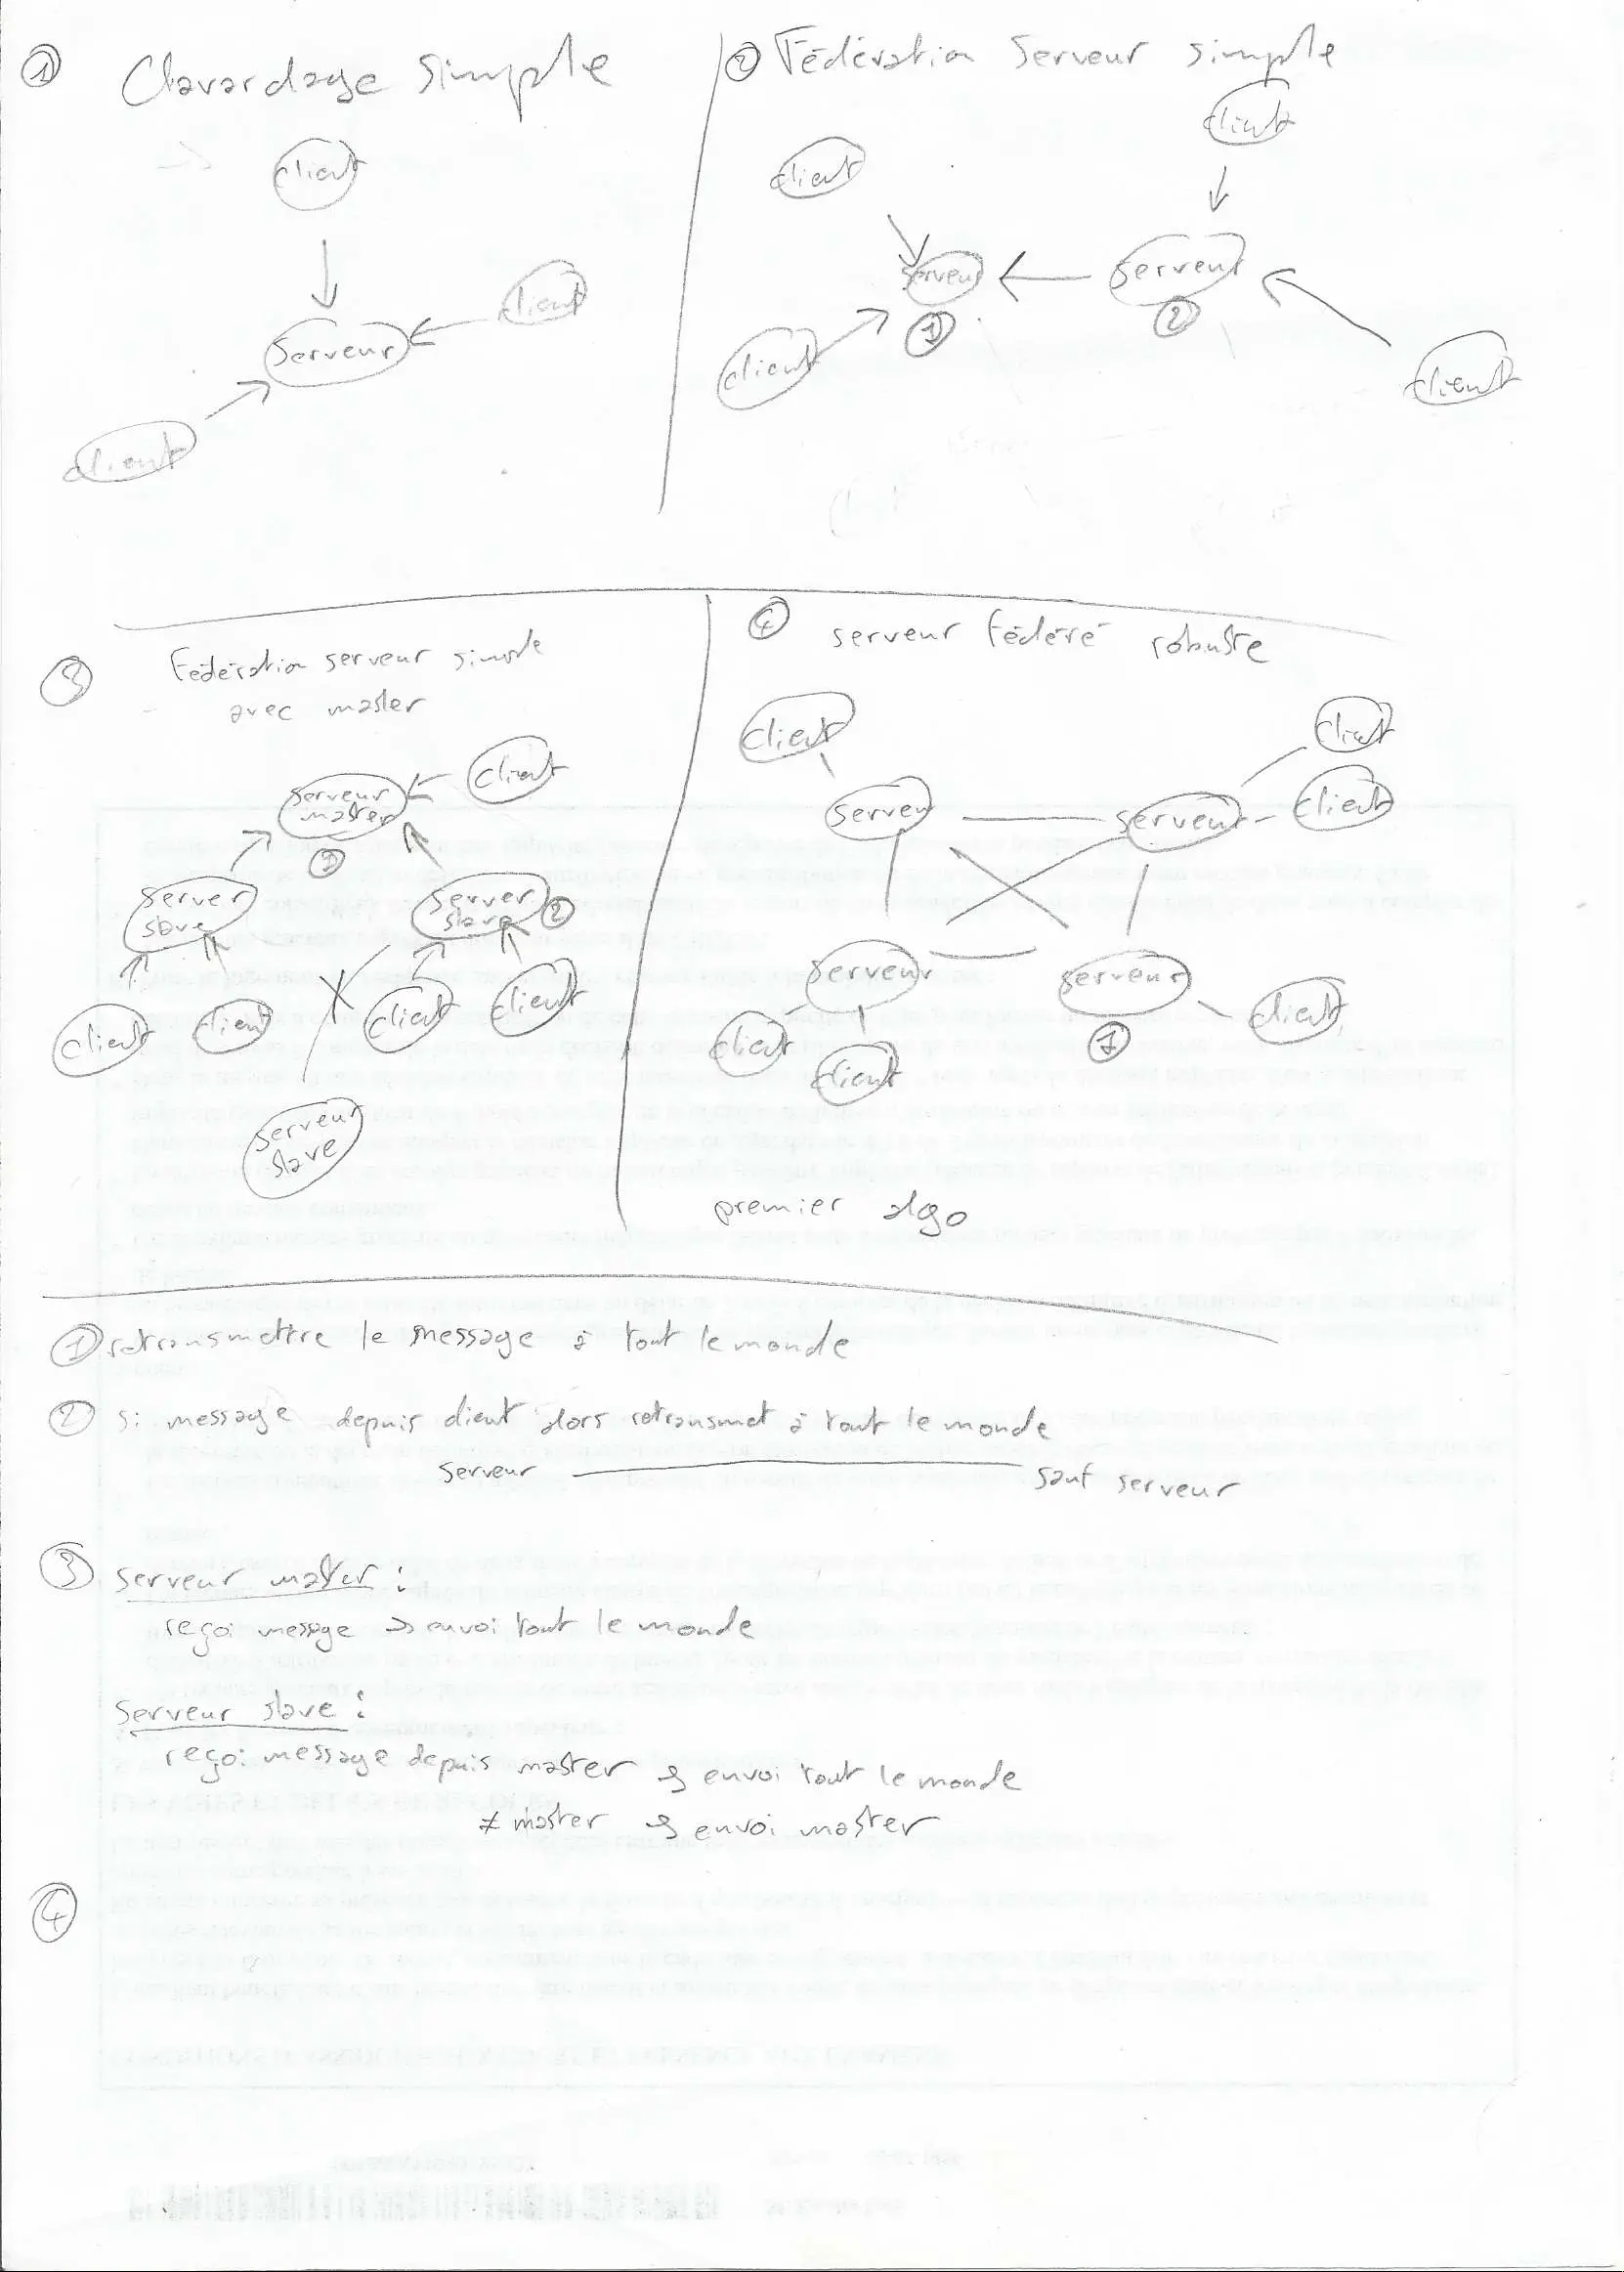 ① Clavardage simple
client
client
serveur
client
② Fédération serveur simple
client
client
serveur
serveur
①
②
client
client
③ Fédération serveur simple
avec master
client
serveur
master
①
server
slave
server
slave ②
client
client
client
client
serveur
slave
④ serveur fédéré robuste
client
client
client
serveur
serveur
serveur
serveur
①
client
client
client
premier algo
① retransmettre le message à tout le monde
② si message depuis client alors retransmet à tout le monde
serveur ———— sauf serveur
③ serveur master :
reçoi message → envoi tout le monde
serveur slave :
reçoi message depuis master → envoi tout le monde
≠ master → envoi master
④